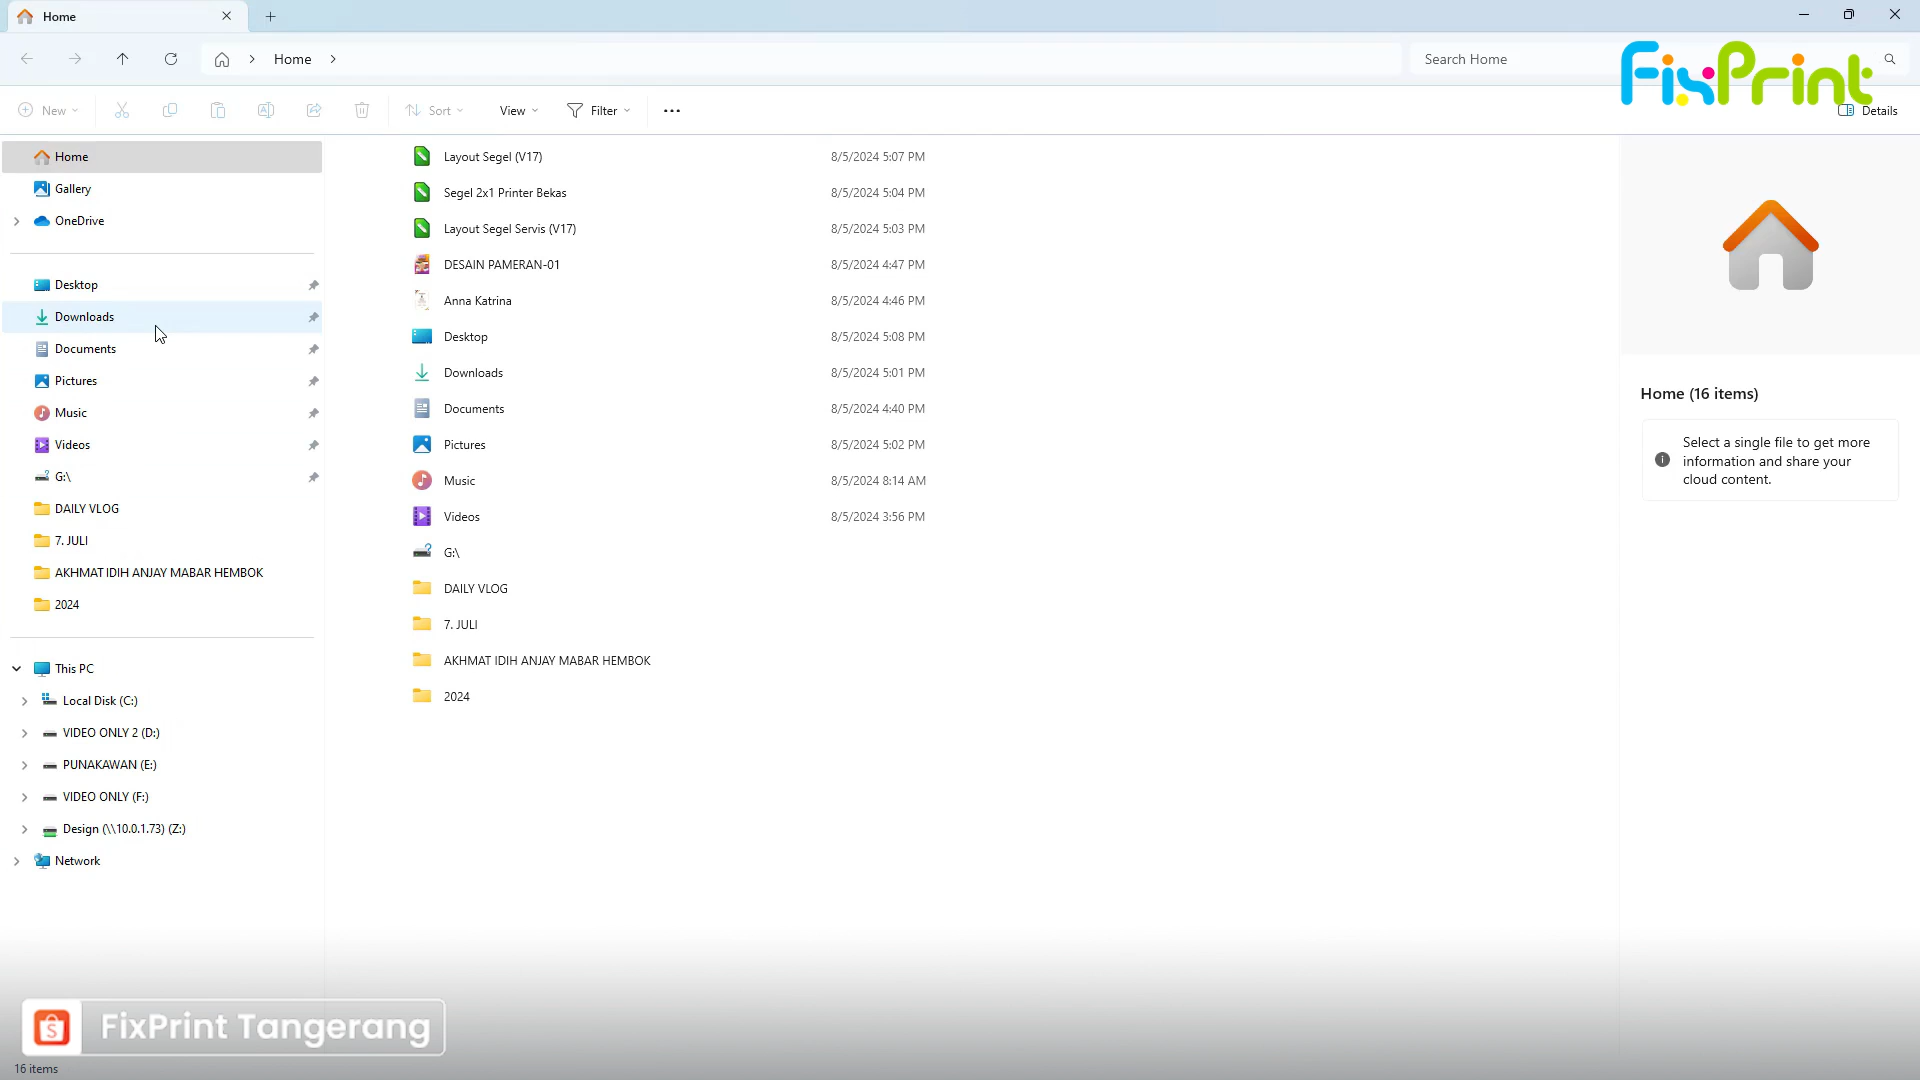 Home
Home
Search Home
FixPrint
New
Sort
View
Filter
Details
Home
Gallery
OneDrive
Desktop
Downloads
Documents
Pictures
Music
Videos
G:\
DAILY VLOG
7. JULI
AKHMAT IDIH ANJAY MABAR HEMBOK
2024
This PC
Local Disk (C:)
VIDEO ONLY 2 (D:)
PUNAKAWAN (E:)
VIDEO ONLY (F:)
Design (\\10.0.1.73) (Z:)
Network
Layout Segel (V17) 8/5/2024 5:07 PM
Segel 2x1 Printer Bekas 8/5/2024 5:04 PM
Layout Segel Servis (V17) 8/5/2024 5:03 PM
DESAIN PAMERAN-01 8/5/2024 4:47 PM
Anna Katrina 8/5/2024 4:46 PM
Desktop 8/5/2024 5:08 PM
Downloads 8/5/2024 5:01 PM
Documents 8/5/2024 4:40 PM
Pictures 8/5/2024 5:02 PM
Music 8/5/2024 8:14 AM
Videos 8/5/2024 3:56 PM
G:\
DAILY VLOG
7. JULI
AKHMAT IDIH ANJAY MABAR HEMBOK
2024
Home (16 items)
Select a single file to get more
information and share your
cloud content.
FixPrint Tangerang
16 items